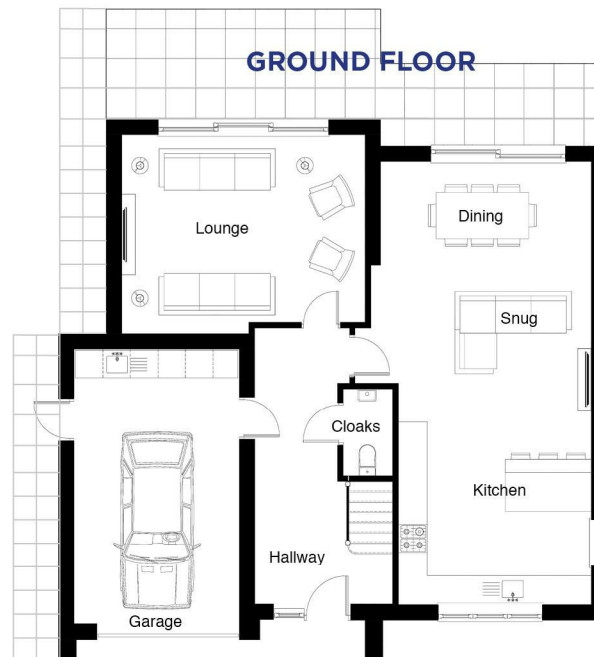 GROUND FLOOR
Lounge
Dining
Snug
Cloaks
Kitchen
Hallway
Garage